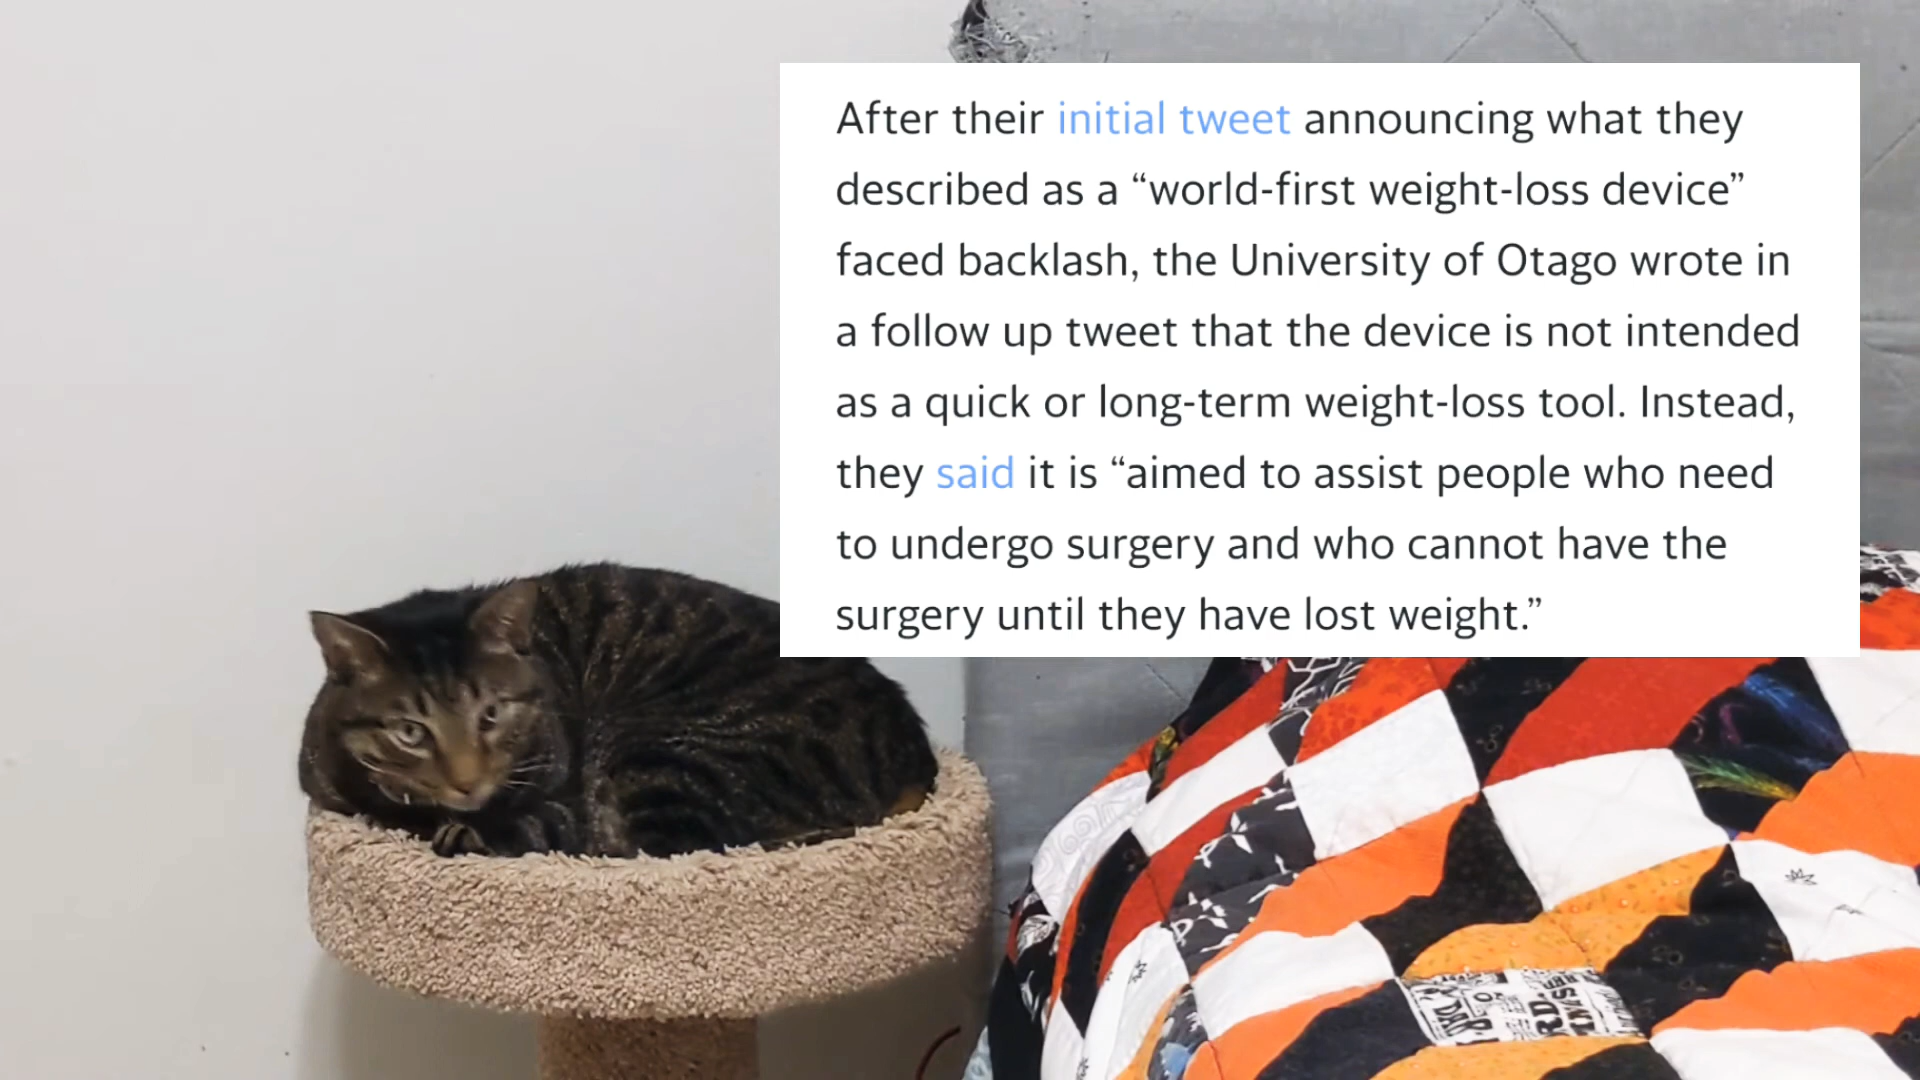 After their initial tweet announcing what they
described as a “world-first weight-loss device”
faced backlash, the University of Otago wrote in
a follow up tweet that the device is not intended
as a quick or long-term weight-loss tool. Instead,
they said it is “aimed to assist people who need
to undergo surgery and who cannot have the
surgery until they have lost weight.”